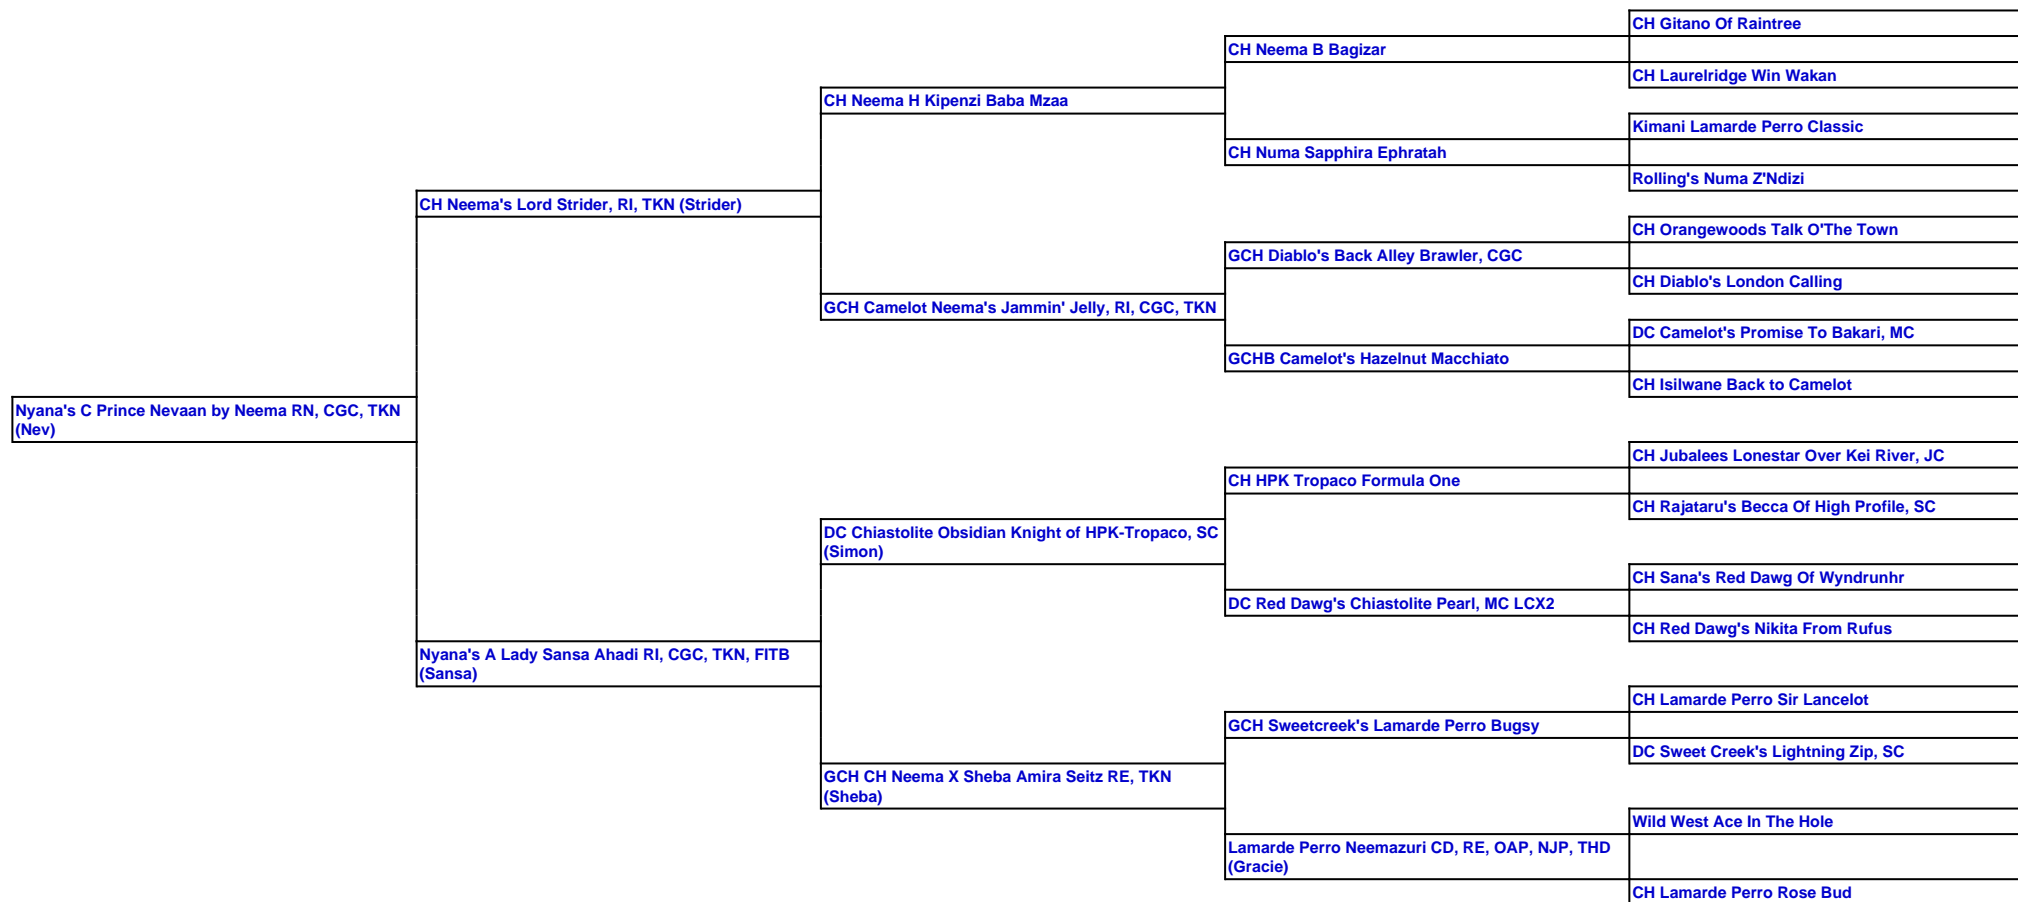 CH Gitano Of Raintree
CH Neema B Bagizar
CH Laurelridge Win Wakan
CH Neema H Kipenzi Baba Mzaa
Kimani Lamarde Perro Classic
CH Numa Sapphira Ephratah
Rolling's Numa Z'Ndizi
CH Neema's Lord Strider, RI, TKN (Strider)
CH Orangewoods Talk O'The Town
GCH Diablo's Back Alley Brawler, CGC
CH Diablo's London Calling
GCH Camelot Neema's Jammin' Jelly, RI, CGC, TKN
DC Camelot's Promise To Bakari, MC
GCHB Camelot's Hazelnut Macchiato
CH Isilwane Back to Camelot
Nyana's C Prince Nevaan by Neema RN, CGC, TKN
(Nev)
CH Jubalees Lonestar Over Kei River, JC
CH HPK Tropaco Formula One
CH Rajataru's Becca Of High Profile, SC
DC Chiastolite Obsidian Knight of HPK-Tropaco, SC
(Simon)
CH Sana's Red Dawg Of Wyndrunhr
DC Red Dawg's Chiastolite Pearl, MC LCX2
CH Red Dawg's Nikita From Rufus
Nyana's A Lady Sansa Ahadi RI, CGC, TKN, FITB
(Sansa)
CH Lamarde Perro Sir Lancelot
GCH Sweetcreek's Lamarde Perro Bugsy
DC Sweet Creek's Lightning Zip, SC
GCH CH Neema X Sheba Amira Seitz RE, TKN
(Sheba)
Wild West Ace In The Hole
Lamarde Perro Neemazuri CD, RE, OAP, NJP, THD
(Gracie)
CH Lamarde Perro Rose Bud